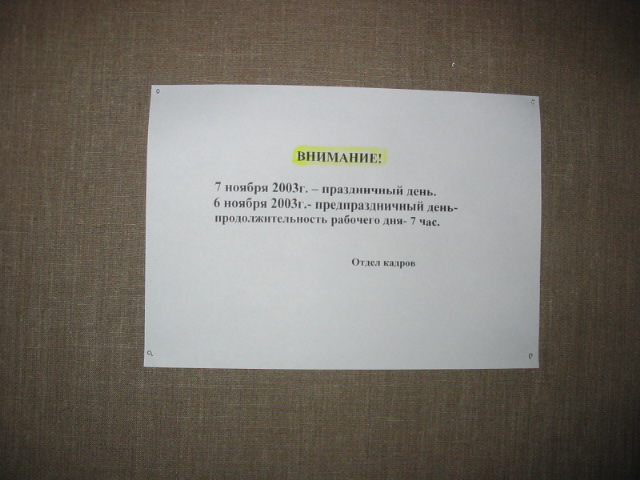 ВНИМАНИЕ!
7 ноября 2003г. – праздничный день.
6 ноября 2003г.- предпраздничный день-
продолжительность рабочего дня- 7 час.
Отдел кадров